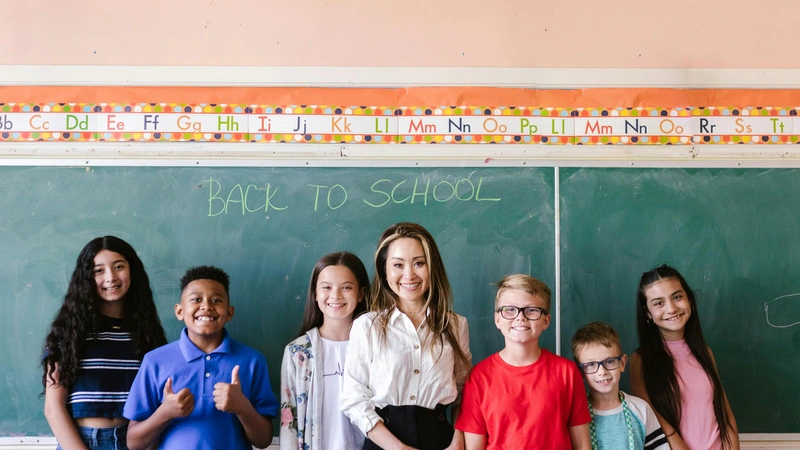 Bb Cc Dd Ee Ff Gg Hh Ii Jj Kk Ll Mm Nn Oo Pp Ll Mm Nn Oo Rr Ss Tt
BACK TO SCHOOL